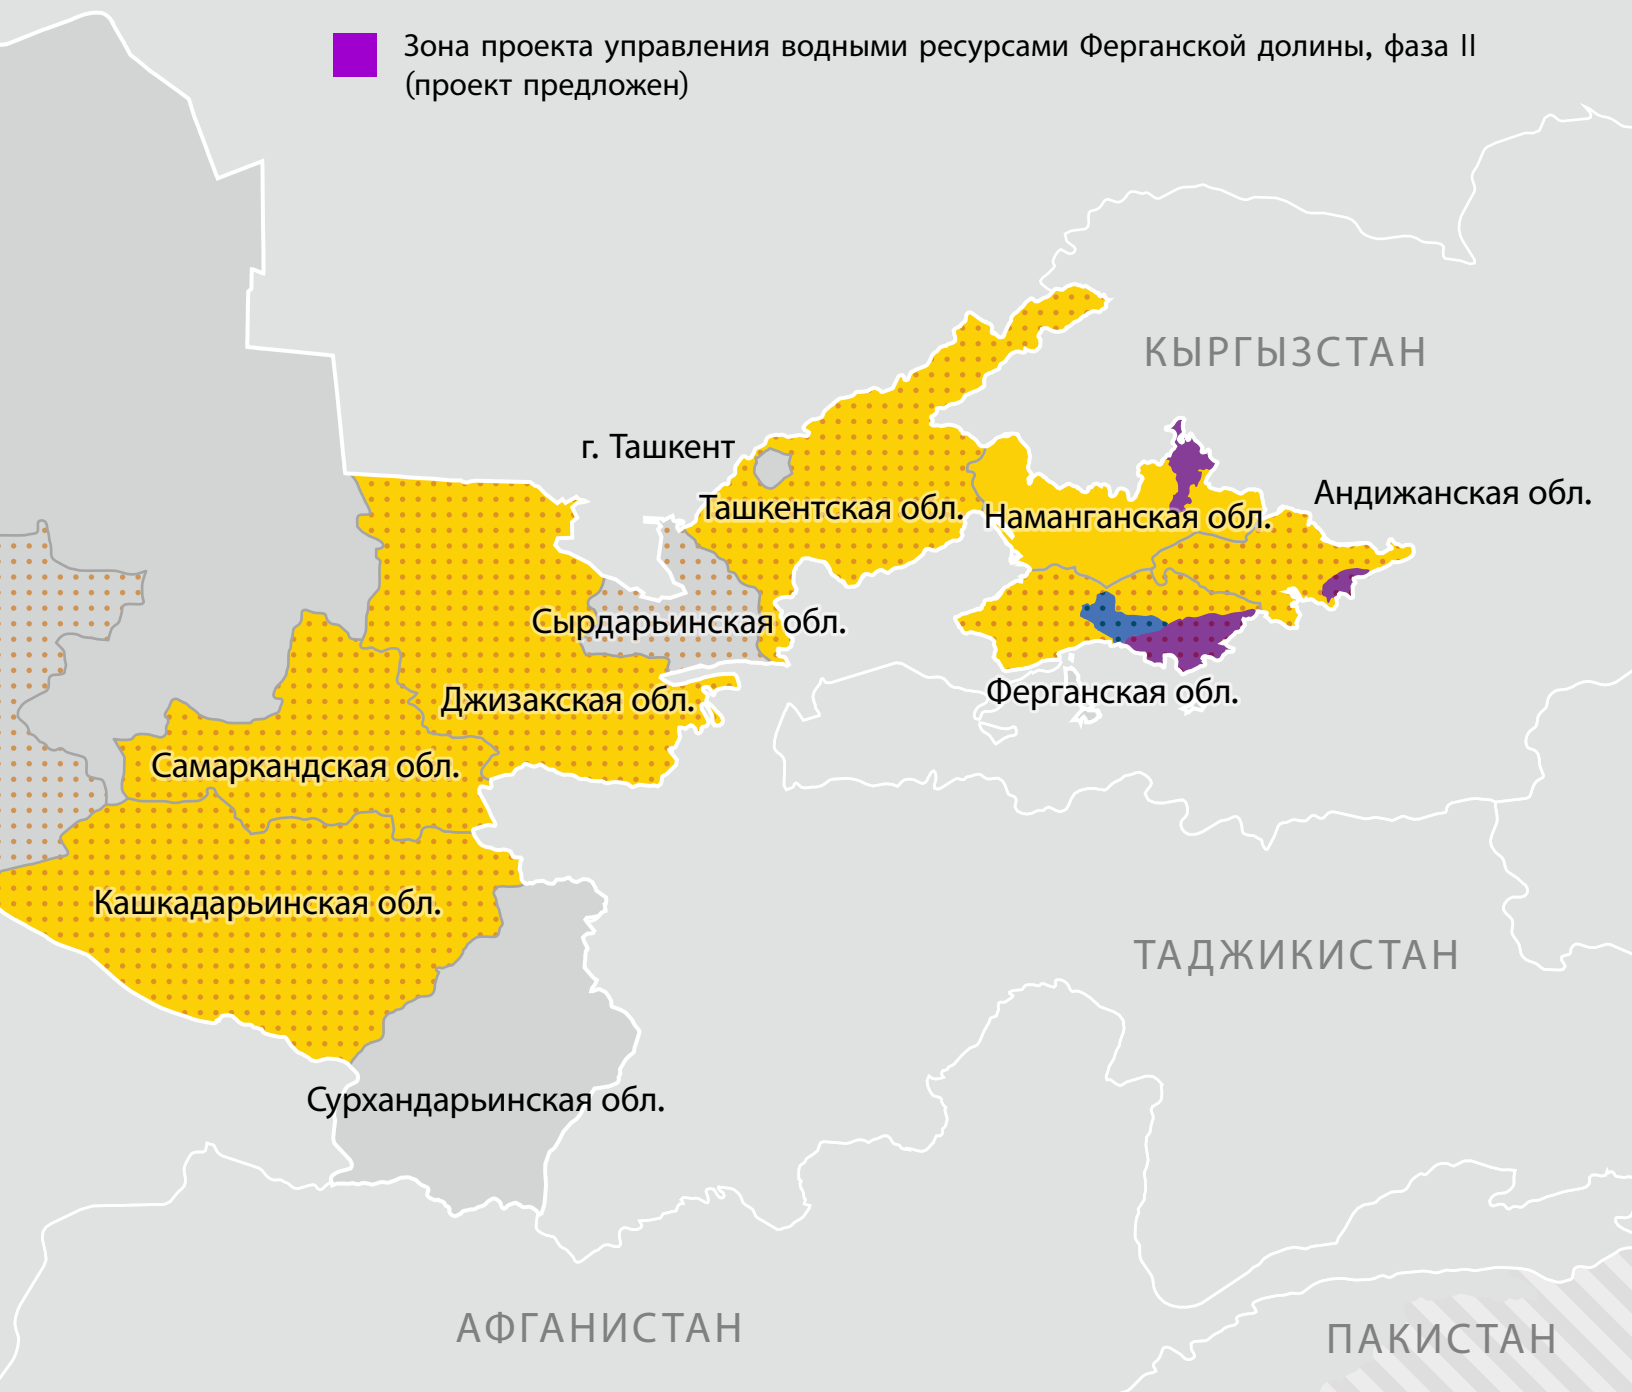 Зона проекта управления водными ресурсами Ферганской долины, фаза II
(проект предложен)
КЫРГЫЗСТАН
г. Ташкент
Андижанская обл.
Ташкентская обл.
Наманганская обл.
Сырдарьинская обл.
Ферганская обл.
Джизакская обл.
Самаркандская обл.
Кашкадарьинская обл.
ТАДЖИКИСТАН
Сурхандарьинская обл.
АФГАНИСТАН
ПАКИСТАН